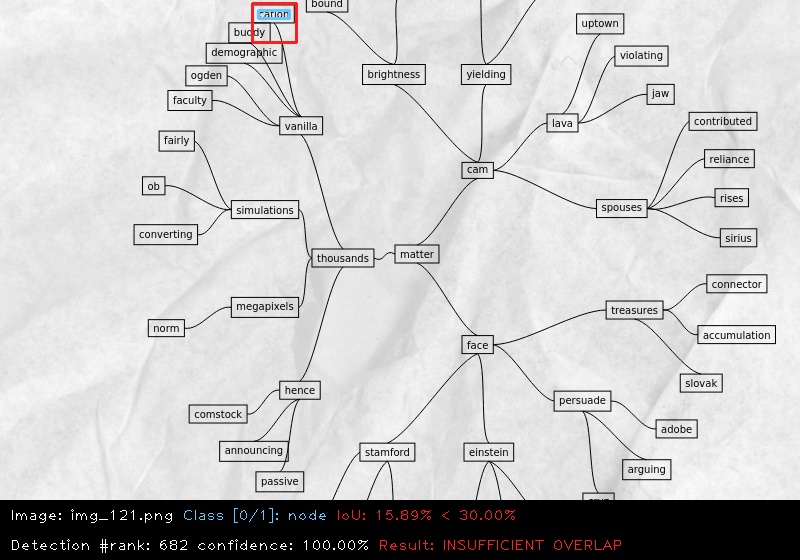 bound
cation
uptown
buddy
demographic
violating
brightness
yielding
ogden
jaw
faculty
contributed
vanilla
lava
fairly
reliance
cam
ob
rises
simulations
spouses
converting
sirius
thousands
matter
connector
megapixels
treasures
norm
accumulation
face
slovak
hence
persuade
comstock
adobe
announcing
stamford
einstein
arguing
passive
Image: img_121.png Class [0/1]: node IoU: 15.89% < 30.00%
Detection #rank: 682 confidence: 100.00% Result: INSUFFICIENT OVERLAP